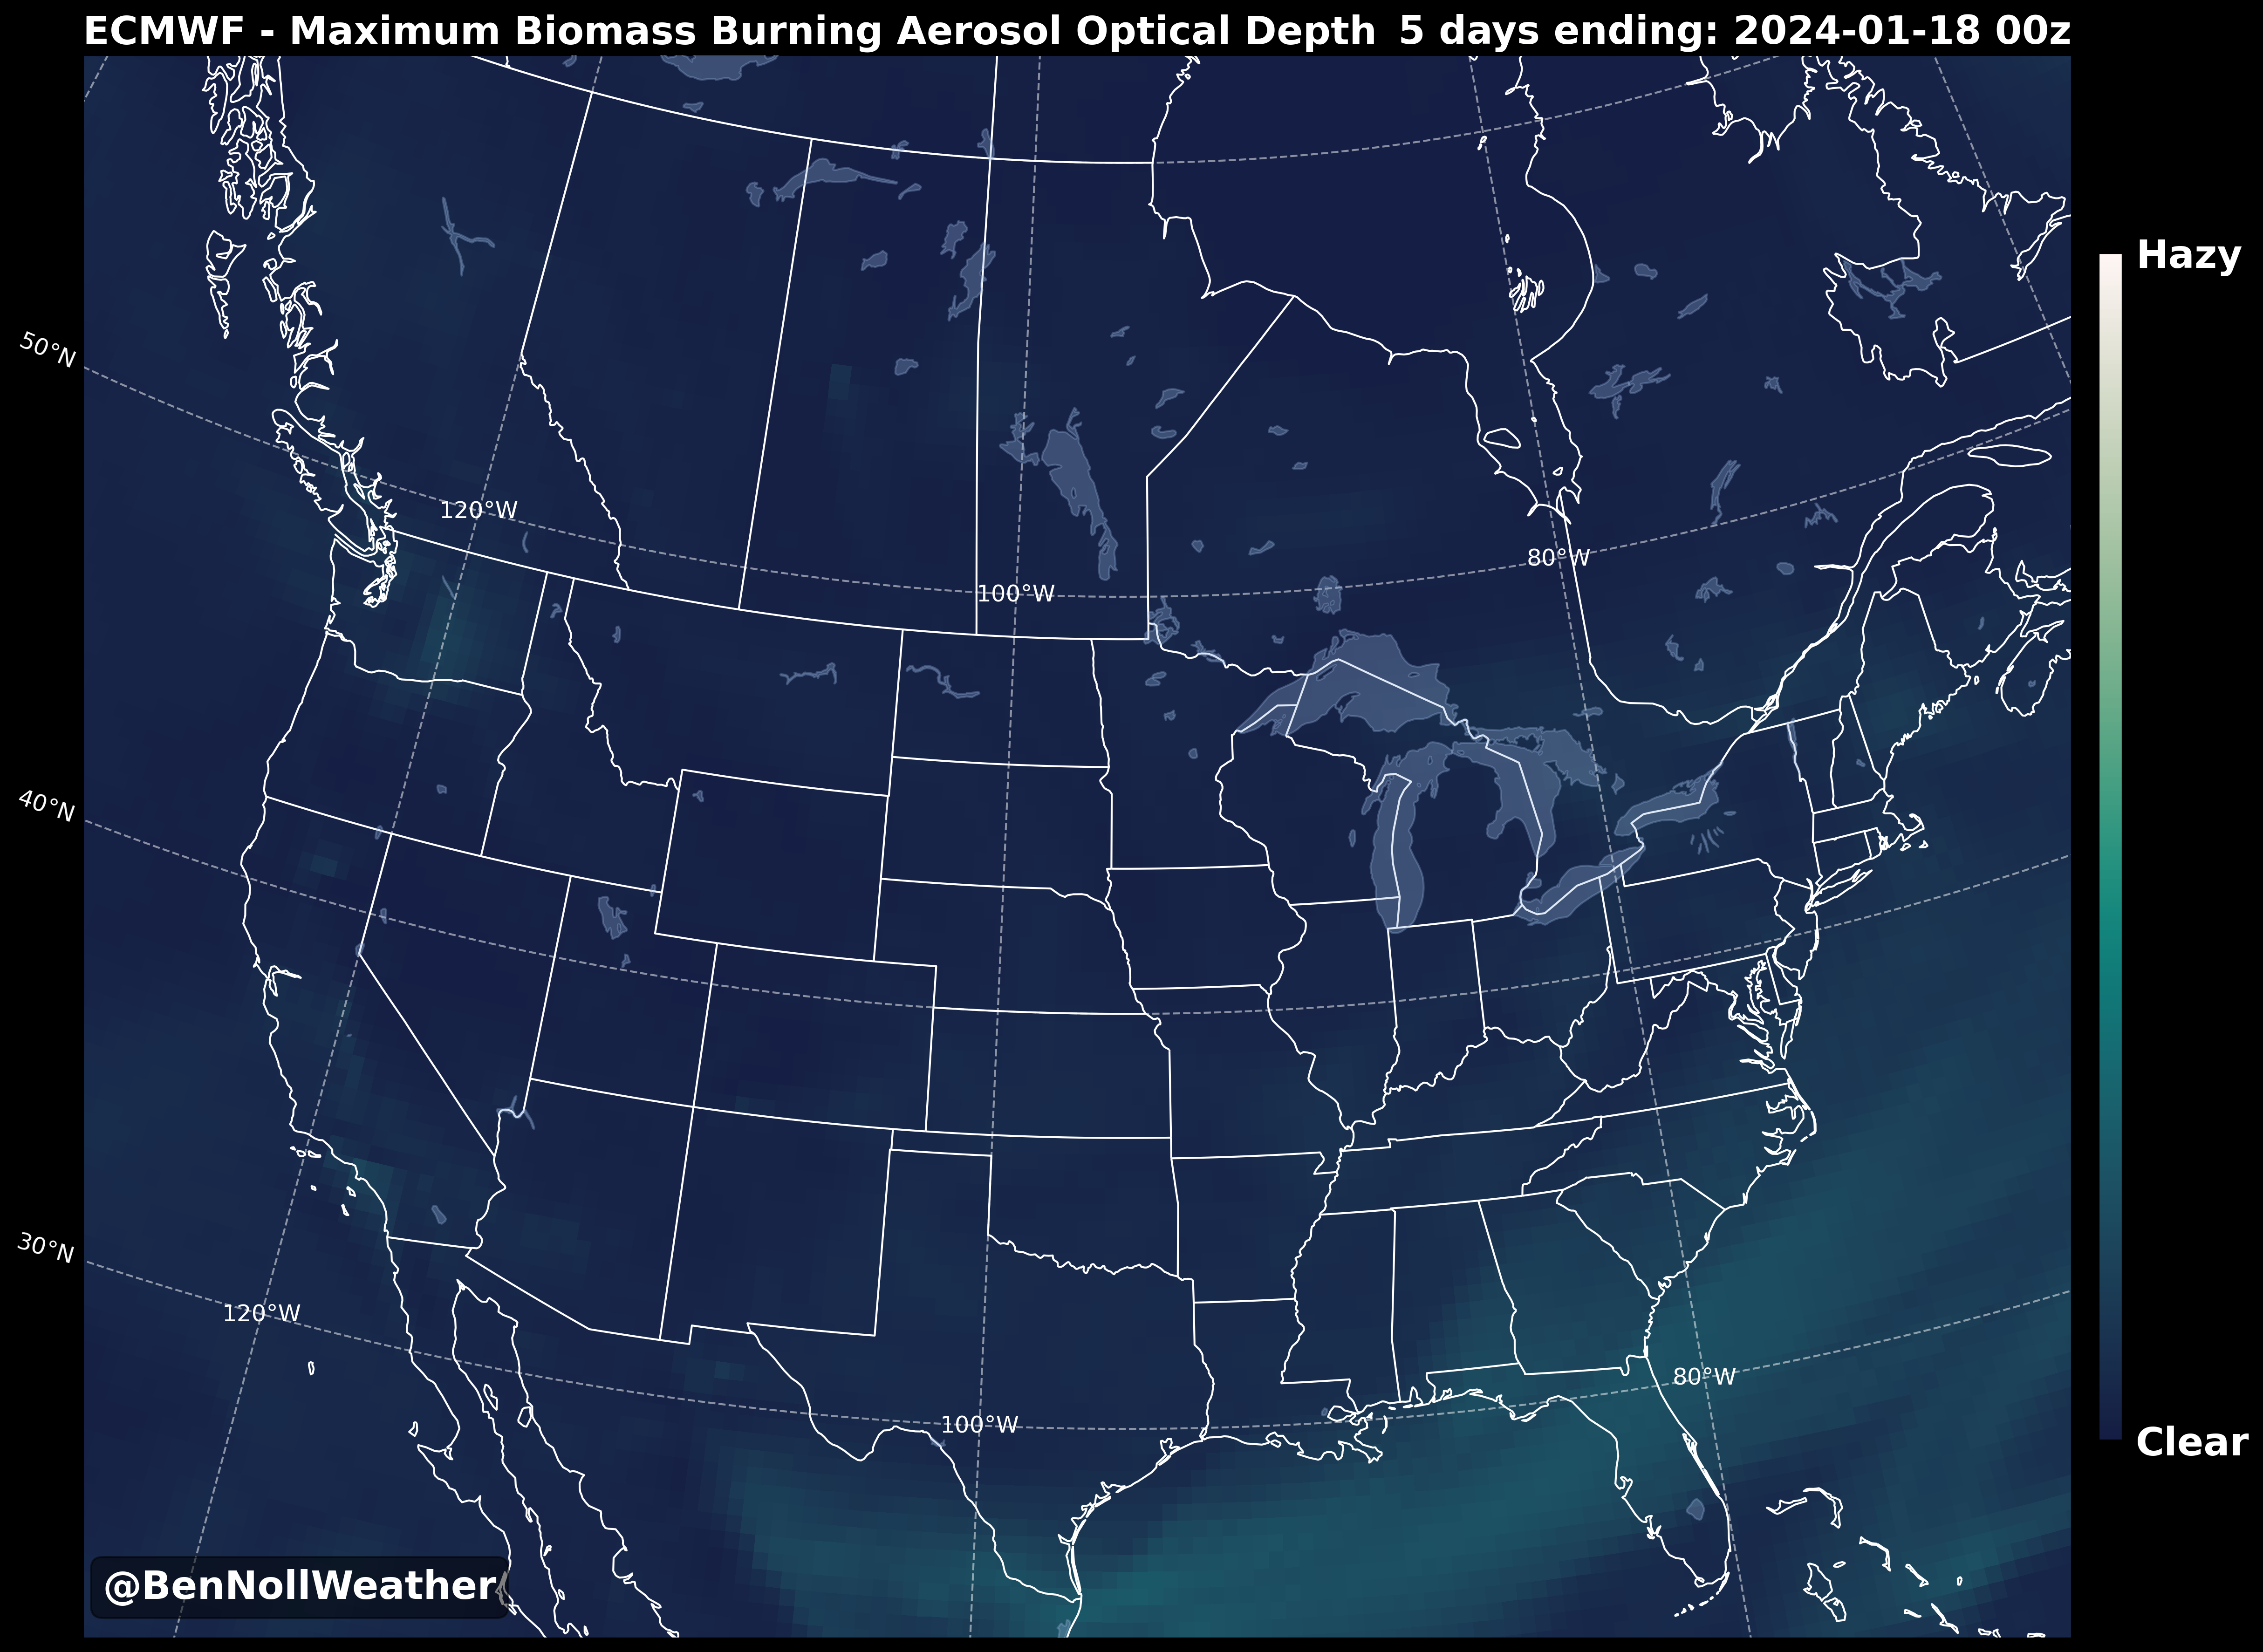 ECMWF - Maximum Biomass Burning Aerosol Optical Depth 5 days ending: 2024-01-18 00z
Hazy
50°N
120°W
80°W
100°W
40°N
30°N
120°W
80°W
100°W
Clear
@BenNollWeather